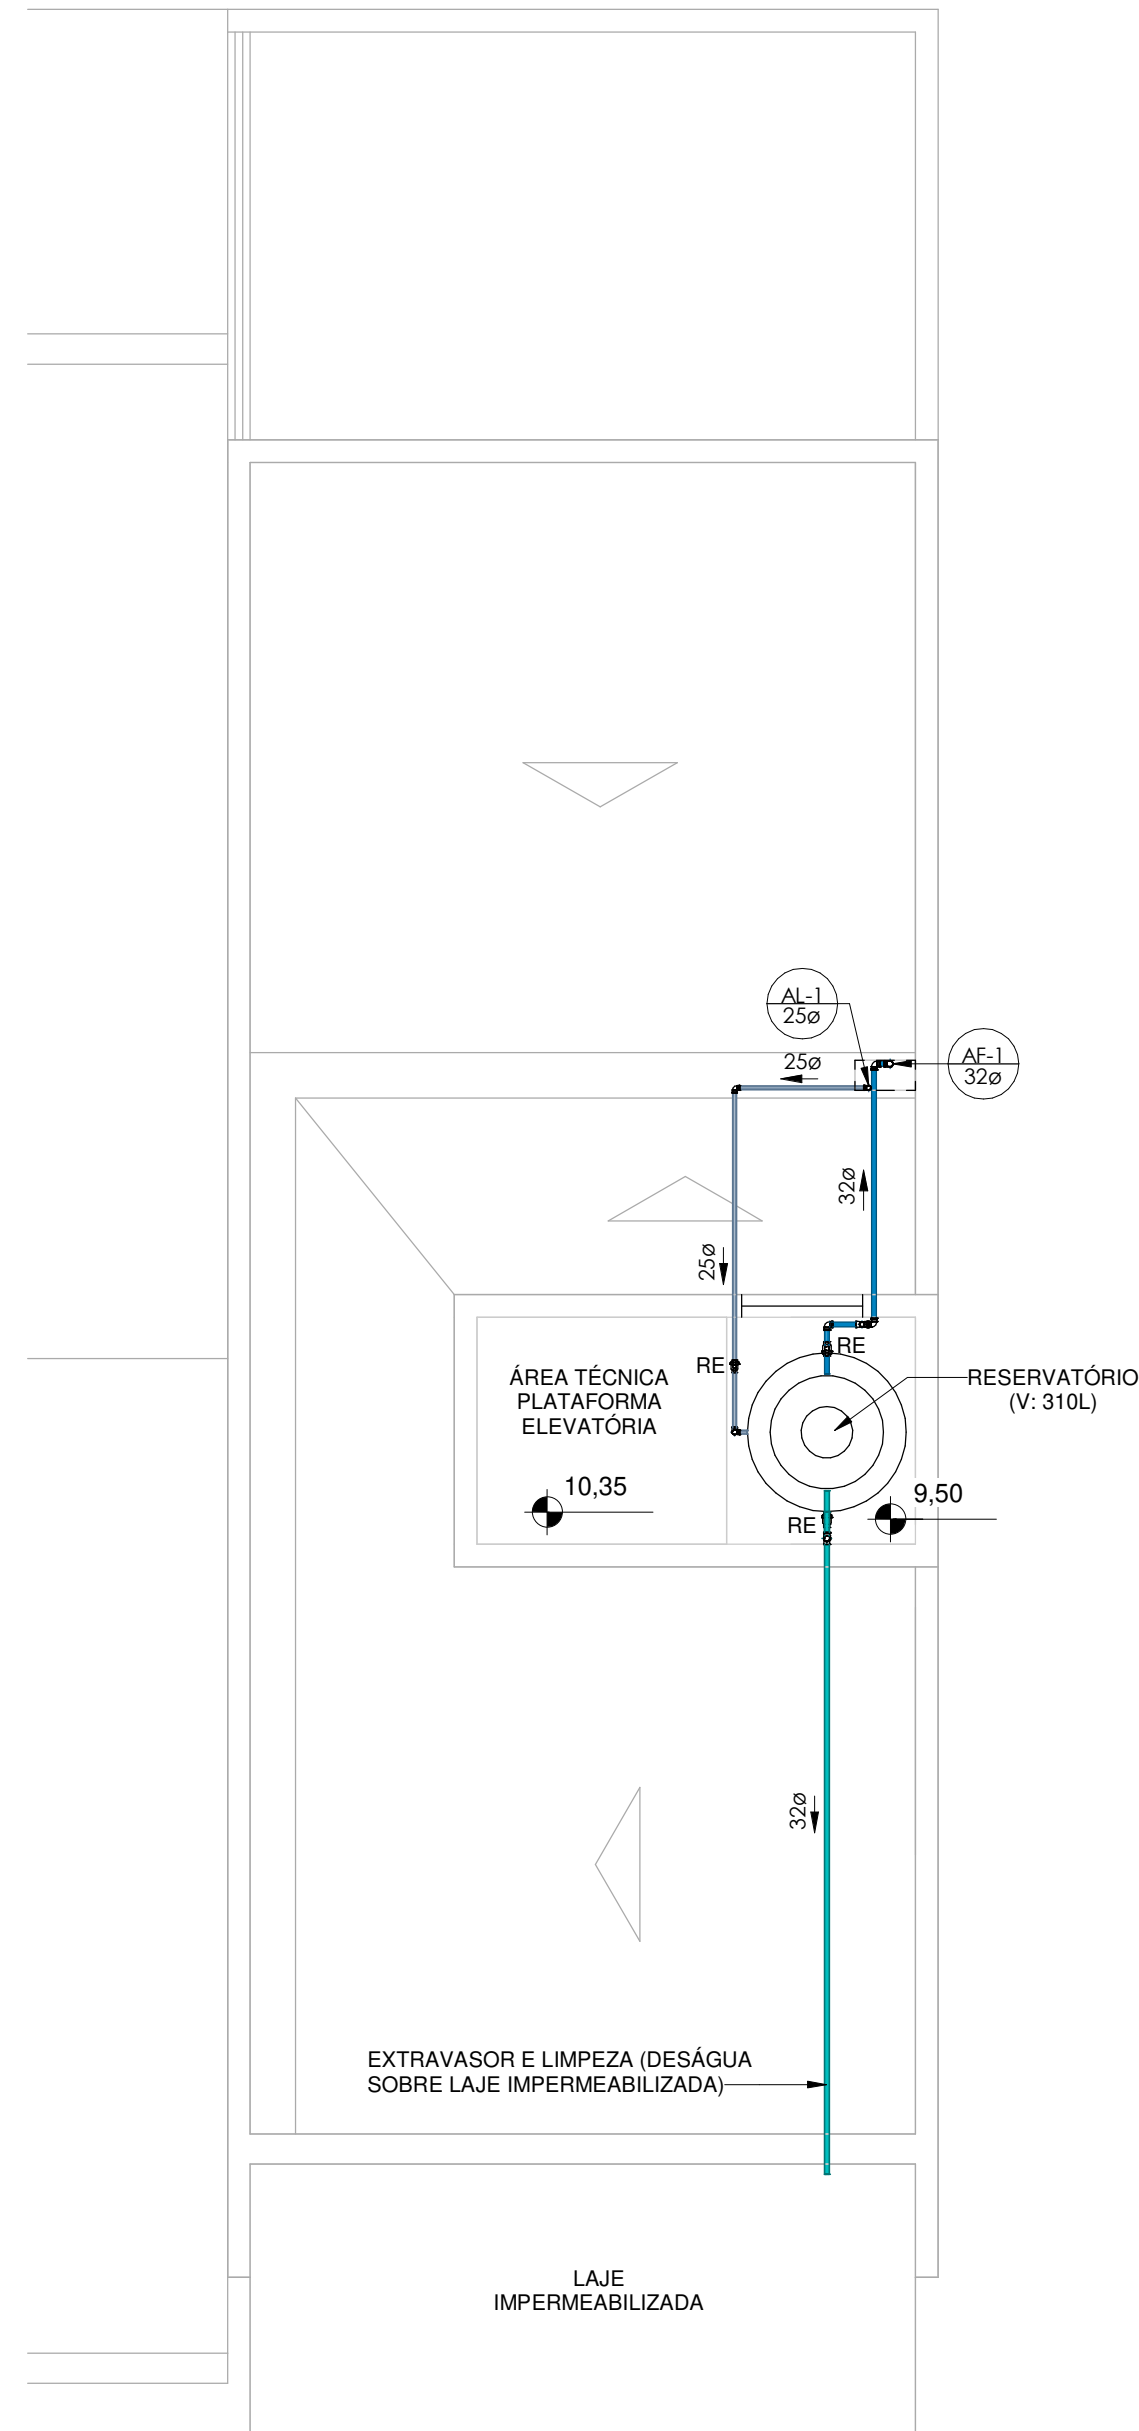 AL-1
25ø
25ø
AF-1
32ø
32ø
25ø
RE
RE
ÁREA TÉCNICA
PLATAFORMA
ELEVATÓRIA
RESERVATÓRIO
(V: 310L)
10,35
9,50
RE
32ø
EXTRAVASOR E LIMPEZA (DESÁGUA
SOBRE LAJE IMPERMEABILIZADA)
LAJE
IMPERMEABILIZADA